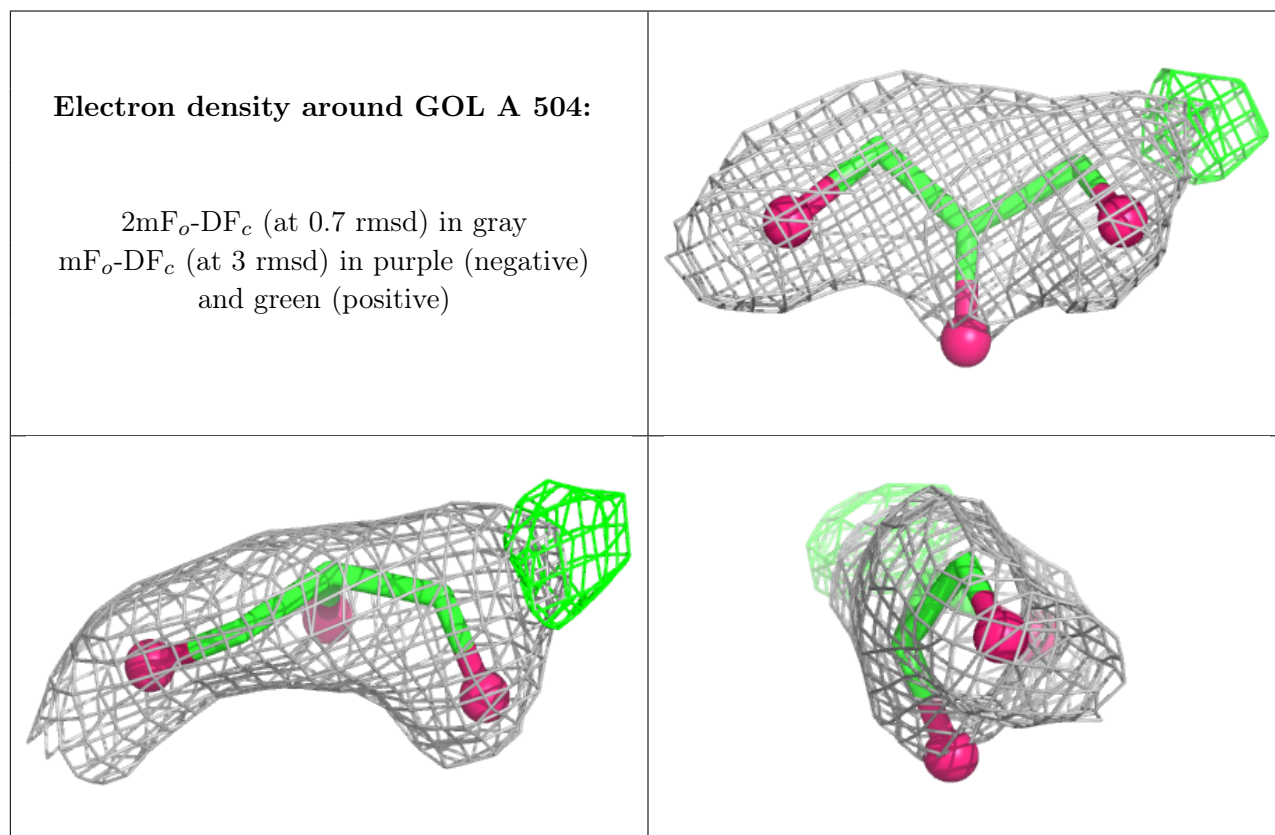 Electron density around GOL A 504:
2mFo-DFc (at 0.7 rmsd) in gray
mFo-DFc (at 3 rmsd) in purple (negative)
and green (positive)